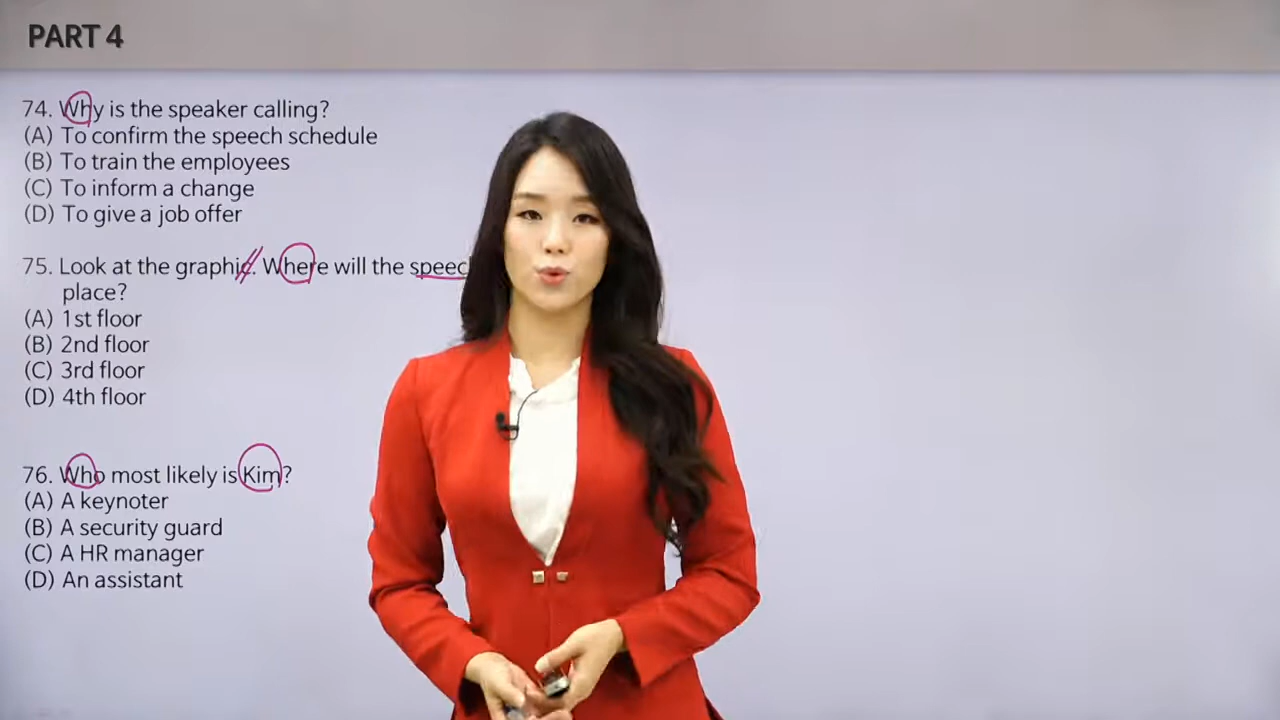 PART 4
74. Why is the speaker calling?
(A) To confirm the speech schedule
(B) To train the employees
(C) To inform a change
(D) To give a job offer
75. Look at the graphic. Where will the
place?
(A) 1st floor
(B) 2nd floor
(C) 3rd floor
(D) 4th floor
76. Who most likely is Kim?
(A) A keynoter
(B) A security guard
(C) A HR manager
(D) An assistant